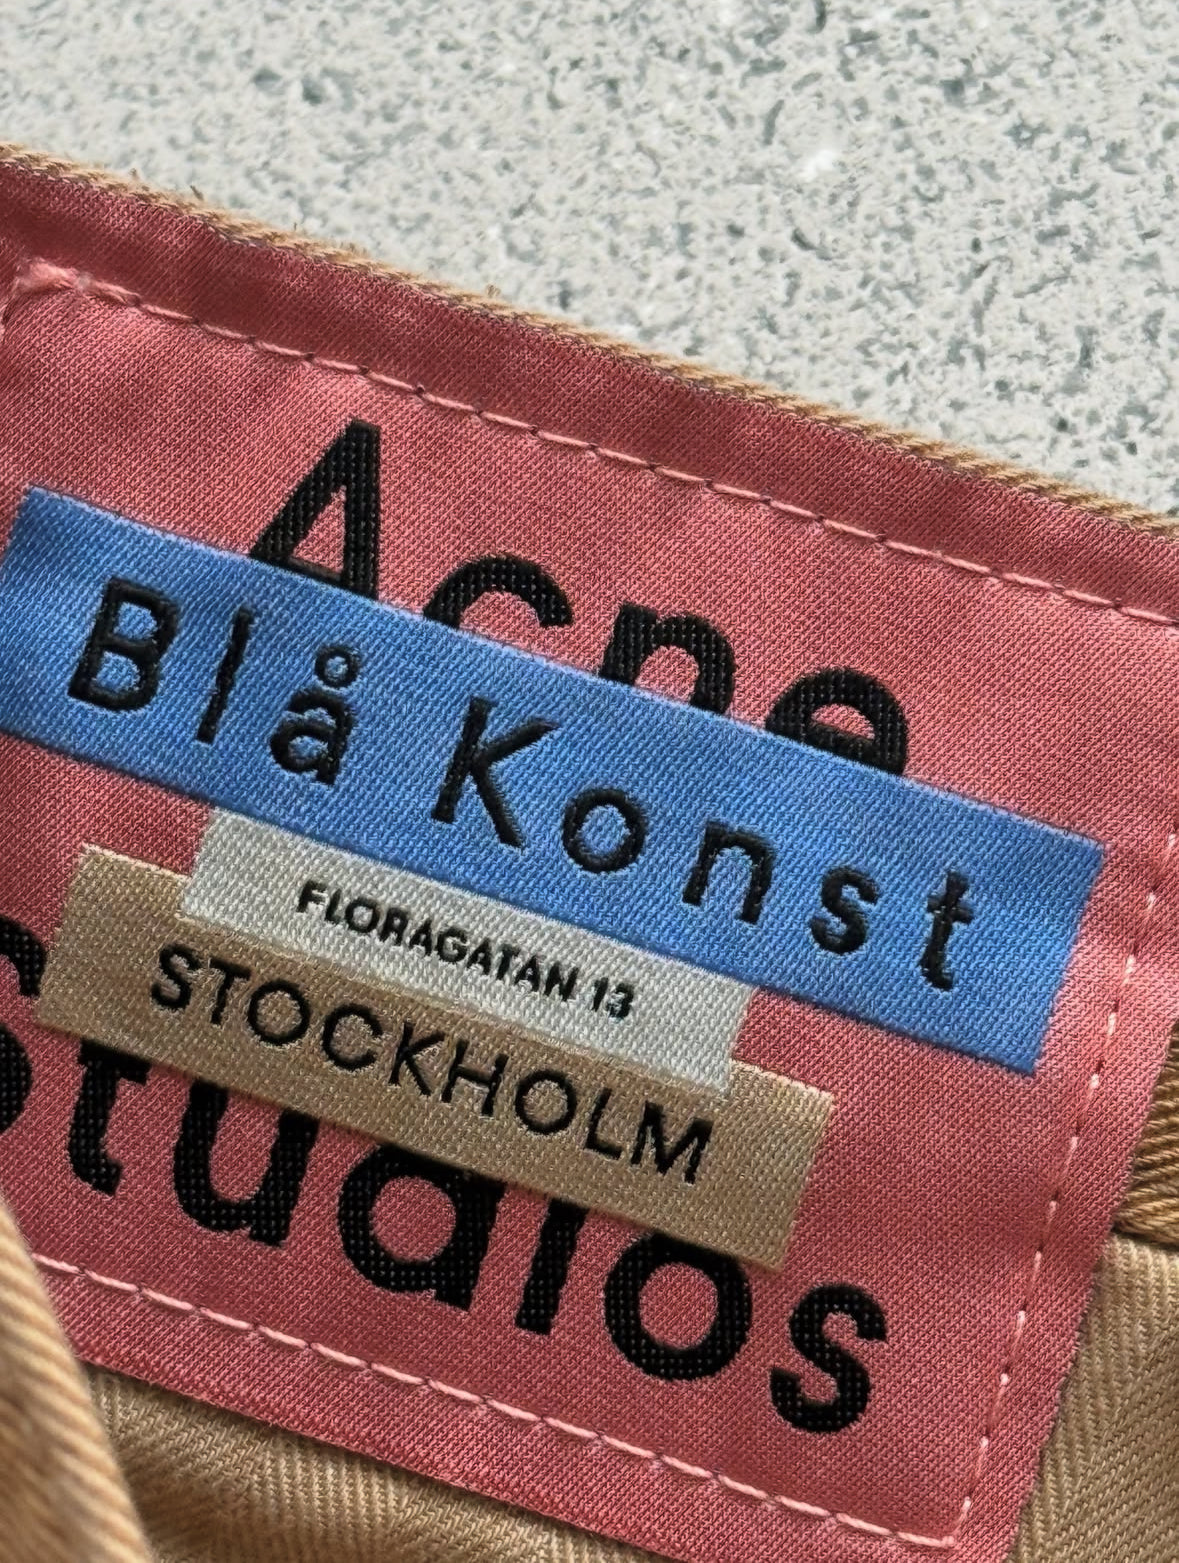 Acne
Blå Konst
FLORAGATAN 13
STOCKHOLM
Studios